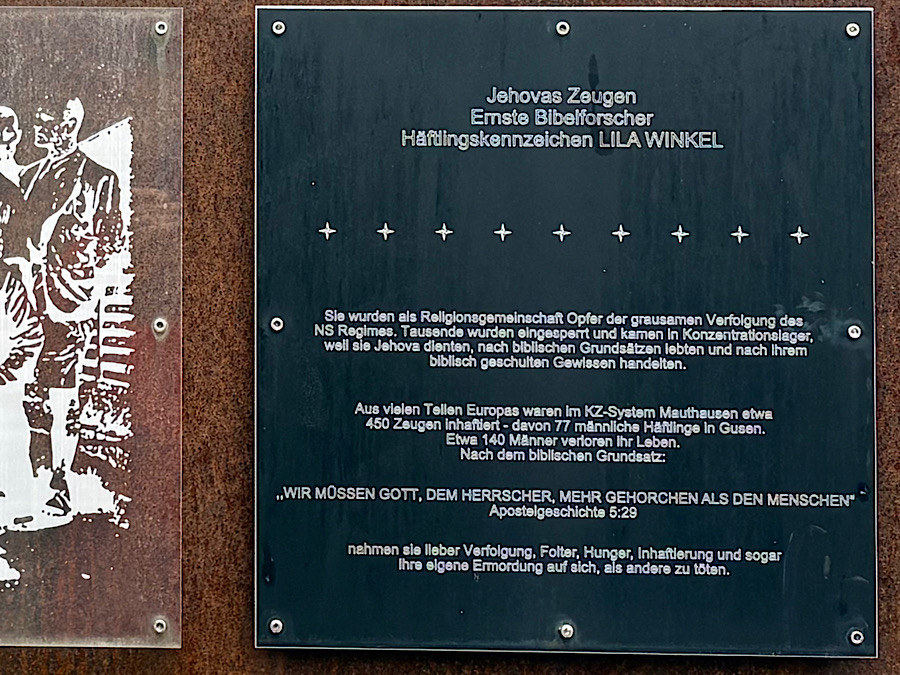 Jehovas Zeugen
Ernste Bibelforscher
Häftlingskennzeichen LILA WINKEL
Sie wurden als Religionsgemeinschaft Opfer der grausamen Verfolgung des
NS Regimes. Tausende wurden eingesperrt und kamen in Konzentrationslager,
weil sie Jehova dienten, nach biblischen Grundsätzen lebten und nach ihrem
biblisch geschulten Gewissen handelten.
Aus vielen Teilen Europas waren im KZ-System Mauthausen etwa
450 Zeugen inhaftiert - davon 77 männliche Häftlinge in Gusen.
Etwa 140 Männer verloren ihr Leben.
Nach dem biblischen Grundsatz:
„WIR MÜSSEN GOTT, DEM HERRSCHER, MEHR GEHORCHEN ALS DEN MENSCHEN"
Apostelgeschichte 5:29
nahmen sie lieber Verfolgung, Folter, Hunger, Inhaftierung und sogar
ihre eigene Ermordung auf sich, als andere zu töten.